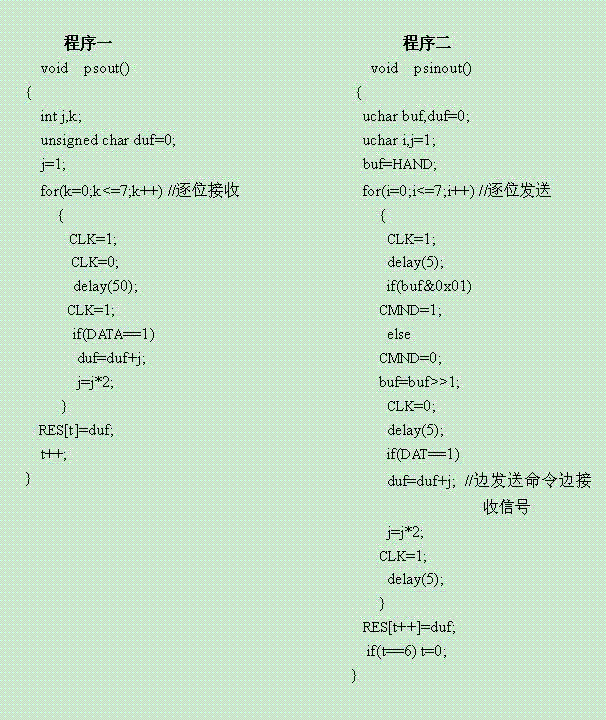 程序一
void psout()
{
int j,k;
unsigned char duf=0;
j=1;
for(k=0;k<=7;k++) //逐位接收
{
CLK=1;
CLK=0;
delay(50);
CLK=1;
if(DATA==1)
duf=duf+j;
j=j*2;
}
RES[t]=duf;
t++;
}
程序二
void psinout()
{
uchar buf,duf=0;
uchar i,j=1;
buf=HAND;
for(i=0;i<=7;i++) //逐位发送
{
CLK=1;
delay(5);
if(buf&0x01)
CMND=1;
else
CMND=0;
buf=buf>>1;
CLK=0;
delay(5);
if(DAT==1)
duf=duf+j; //边发送命令边接
收信号
j=j*2;
CLK=1;
delay(5);
}
RES[t++]=duf;
if(t==6) t=0;
}